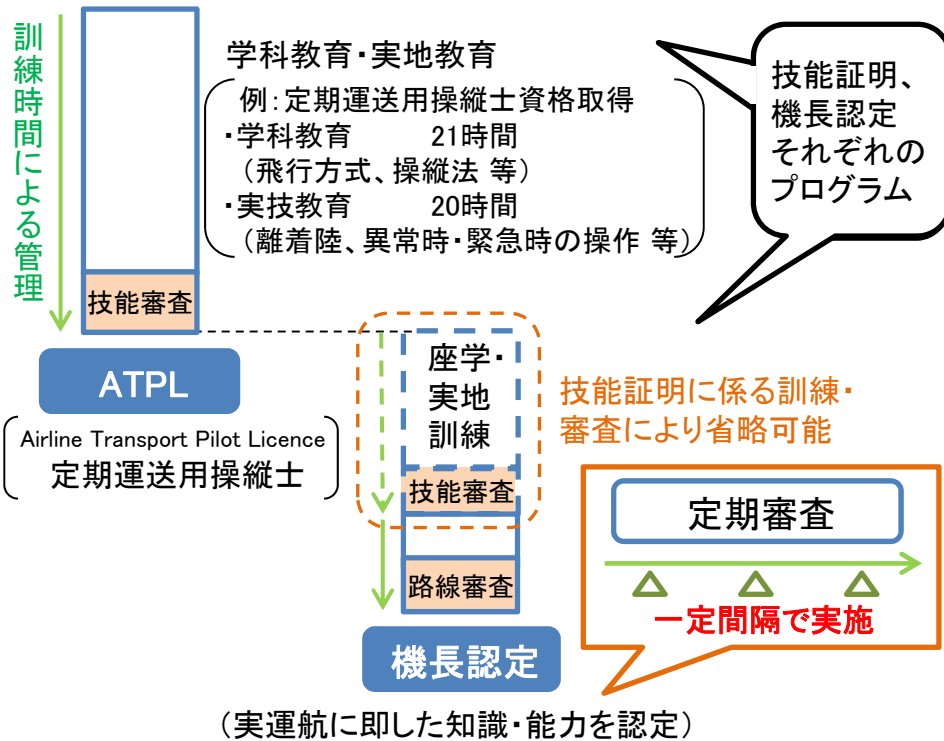 訓練時間による管理
学科教育・実地教育
例：定期運送用操縦士資格取得
・学科教育　21時間
（飛行方式、操縦法 等）
・実技教育　20時間
（離着陸、異常時・緊急時の操作 等）
技能証明、
機長認定
それぞれの
プログラム
技能審査
ATPL
Airline Transport Pilot Licence
定期運送用操縦士
座学・
実地
訓練
技能審査
技能証明に係る訓練・
審査により省略可能
路線審査
定期審査
一定間隔で実施
機長認定
（実運航に即した知識・能力を認定）